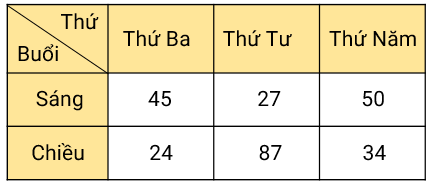 Thứ
Buổi
Thứ Ba Thứ Tư Thứ Năm
Sáng 45 27 50
Chiều 24 87 34